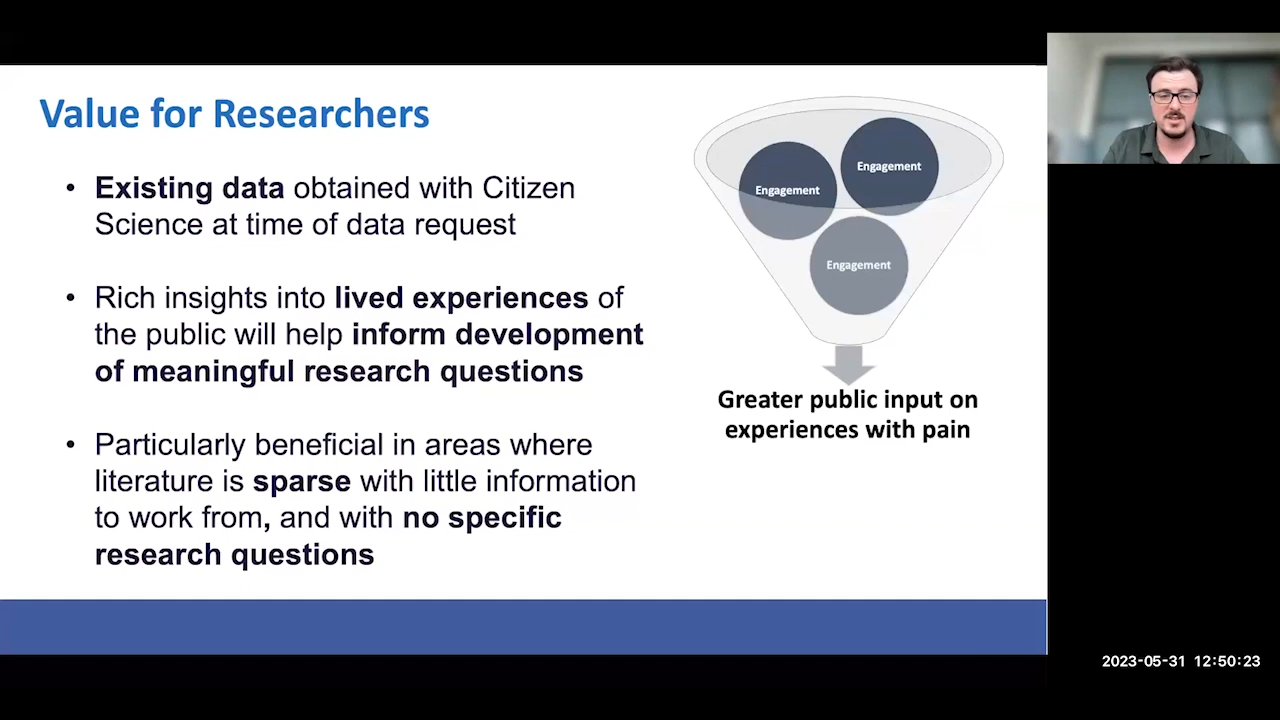 Value for Researchers
• Existing data obtained with Citizen
Science at time of data request
• Rich insights into lived experiences of
the public will help inform development
of meaningful research questions
• Particularly beneficial in areas where
literature is sparse with little information
to work from, and with no specific
research questions
Engagement
Engagement
Engagement
Greater public input on
experiences with pain
2023-05-31 12:50:23